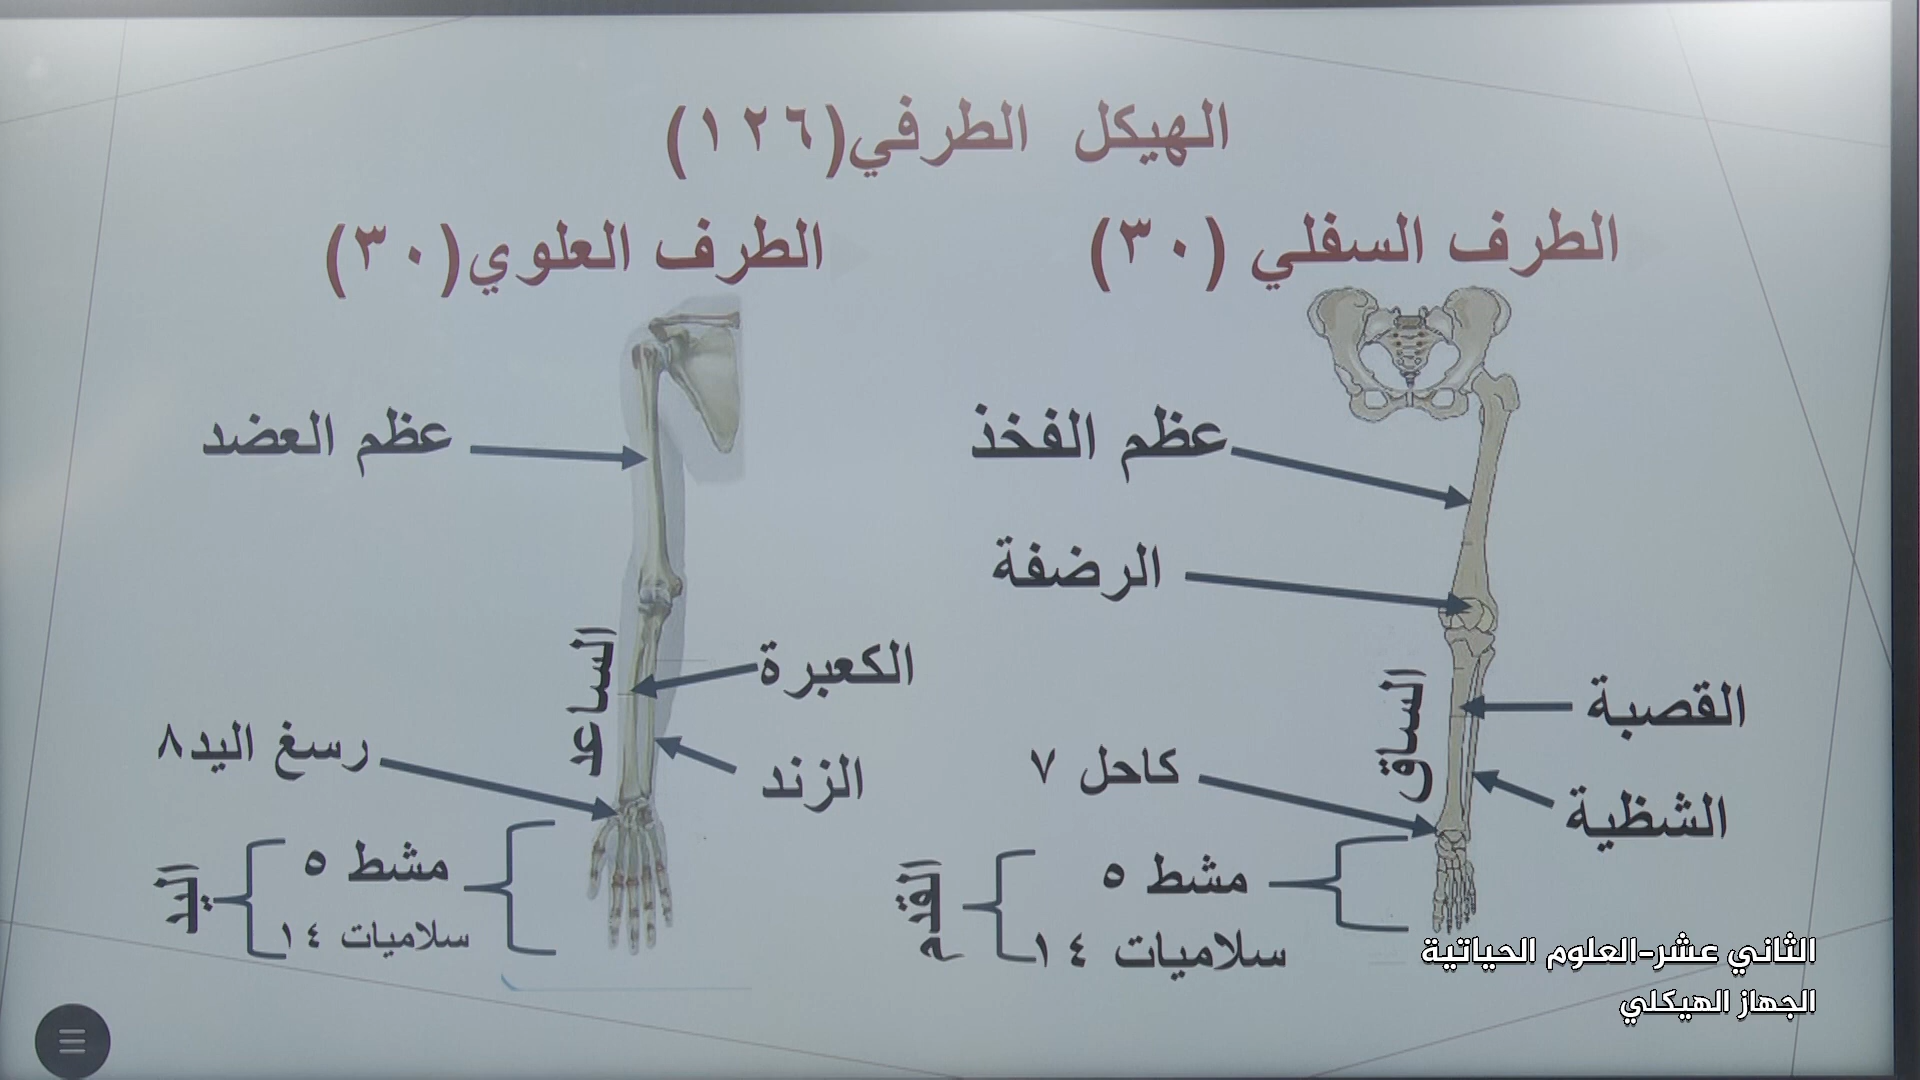 الهيكل الطرفي(١٢٦)
الطرف السفلي (٣٠)
عظم الفخذ
الرضفة
القصبة
الساق
الشظية
كاحل ٧
مشط ٥
سلاميات ١٤
القدم
الطرف العلوي(٣٠)
عظم العضد
الكعبرة
الساعد
الزند
رسغ اليد٨
مشط ٥
سلاميات ١٤
اليد
الثاني عشر-العلوم الحياتية
الجهاز الهيكلي